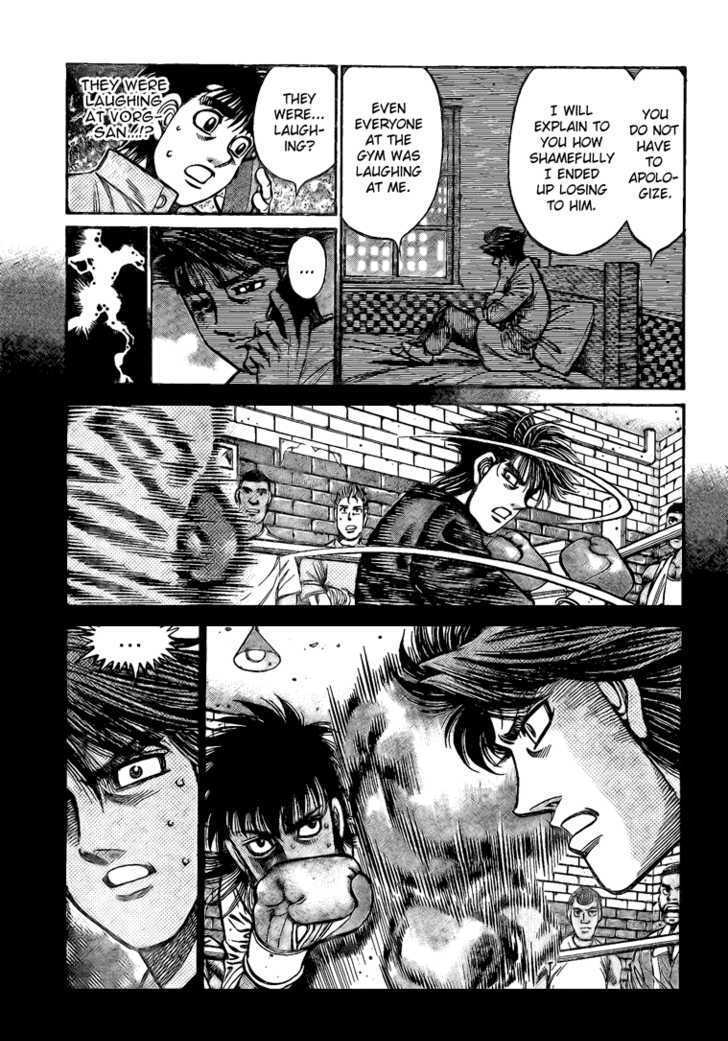 YOU
DO NOT
HAVE
TO
APOLO-
GIZE.
I WILL
EXPLAIN TO
YOU HOW
SHAMEFULLY
I ENDED
UP LOSING
TO HIM.
EVEN
EVERYONE
AT THE
GYM WAS
LAUGHING
AT ME.
THEY
WERE...
LAUGH-
ING?
THEY WERE
LAUGHING
AT VORG-
SAN...!?
...
...